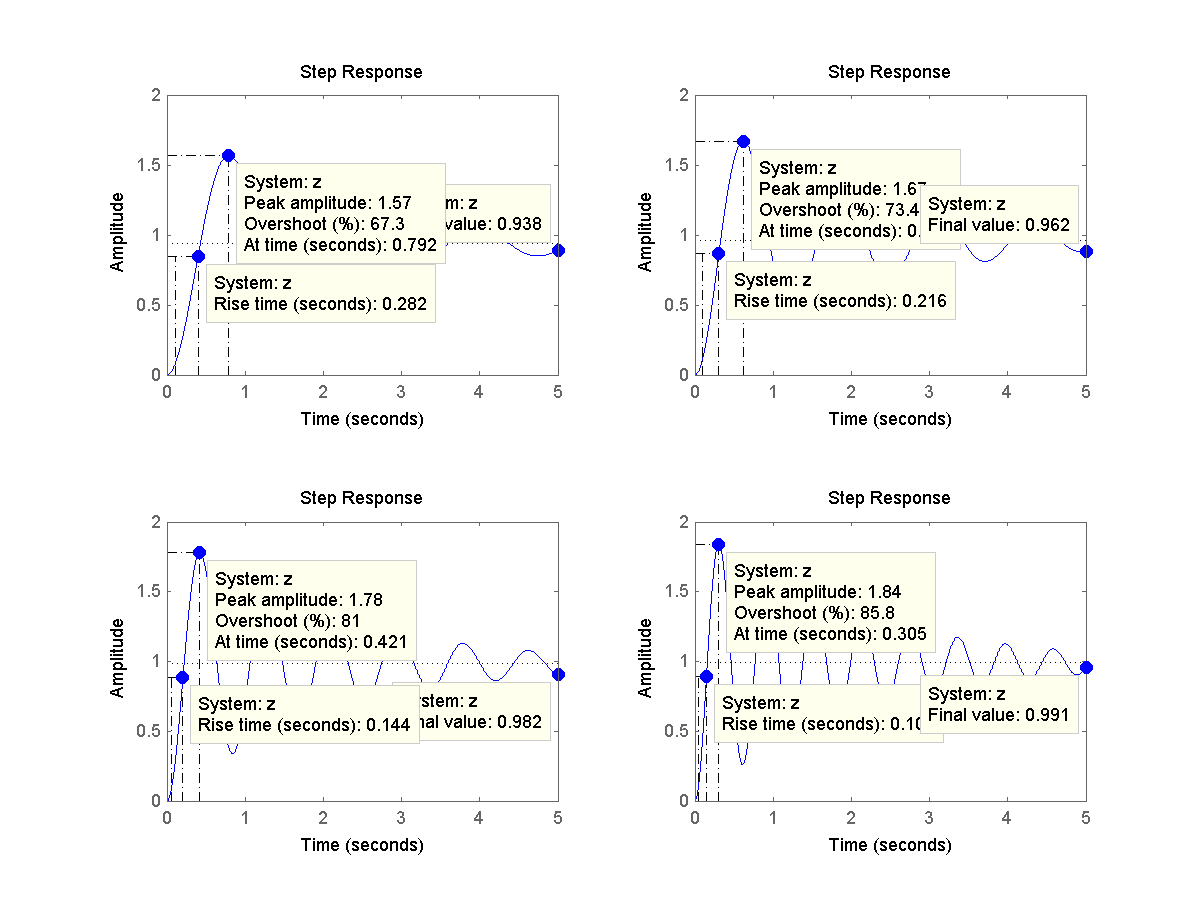 Step Response
2
1.5
1
0.5
0
Amplitude
System: z
Peak amplitude: 1.57
Overshoot (%): 67.3
At time (seconds): 0.792
z
value: 0.938
System: z
Rise time (seconds): 0.282
0 1 2 3 4 5
Time (seconds)
Step Response
2
1.5
1
0.5
0
Amplitude
System: z
Peak amplitude: 1.67
Overshoot (%): 73.4
At time (seconds):
System: z
Final value: 0.962
System: z
Rise time (seconds): 0.216
0 1 2 3 4 5
Time (seconds)
Step Response
2
1.5
1
0.5
0
Amplitude
System: z
Peak amplitude: 1.78
Overshoot (%): 81
At time (seconds): 0.421
System: z
Rise time (seconds): 0.144
z
value: 0.982
0 1 2 3 4 5
Time (seconds)
Step Response
2
1.5
1
0.5
0
Amplitude
System: z
Peak amplitude: 1.84
Overshoot (%): 85.8
At time (seconds): 0.305
System: z
Rise time (seconds):
System: z
Final value: 0.991
0 1 2 3 4 5
Time (seconds)